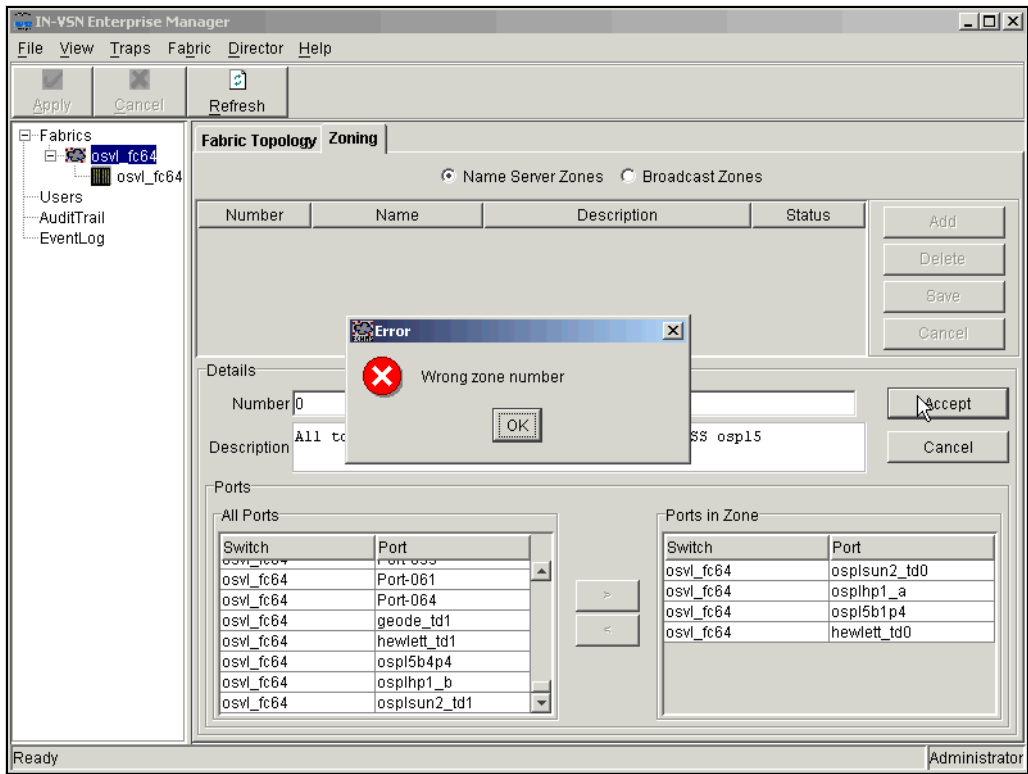 IN-VSN Enterprise Manager
File View Traps Fabric Director Help
Apply Cancel Refresh
Fabrics
osvl_fc64
osvl_fc64
Users
AuditTrail
EventLog
Fabric Topology Zoning
Name Server Zones Broadcast Zones
Number Name Description Status
Add
Delete
Save
Cancel
Error
Wrong zone number
OK
Details
Number 0
Accept
Description All to SS ospl5
Cancel
Ports
All Ports
Switch Port
osvl_fc64 Port-061
osvl_fc64 Port-064
osvl_fc64 geode_td1
osvl_fc64 hewlett_td1
osvl_fc64 ospl5b4p4
osvl_fc64 osplhp1_b
osvl_fc64 osplsun2_td1
>
<
Ports in Zone
Switch Port
osvl_fc64 osplsun2_td0
osvl_fc64 osplhp1_a
osvl_fc64 ospl5b1p4
osvl_fc64 hewlett_td0
Ready Administrator